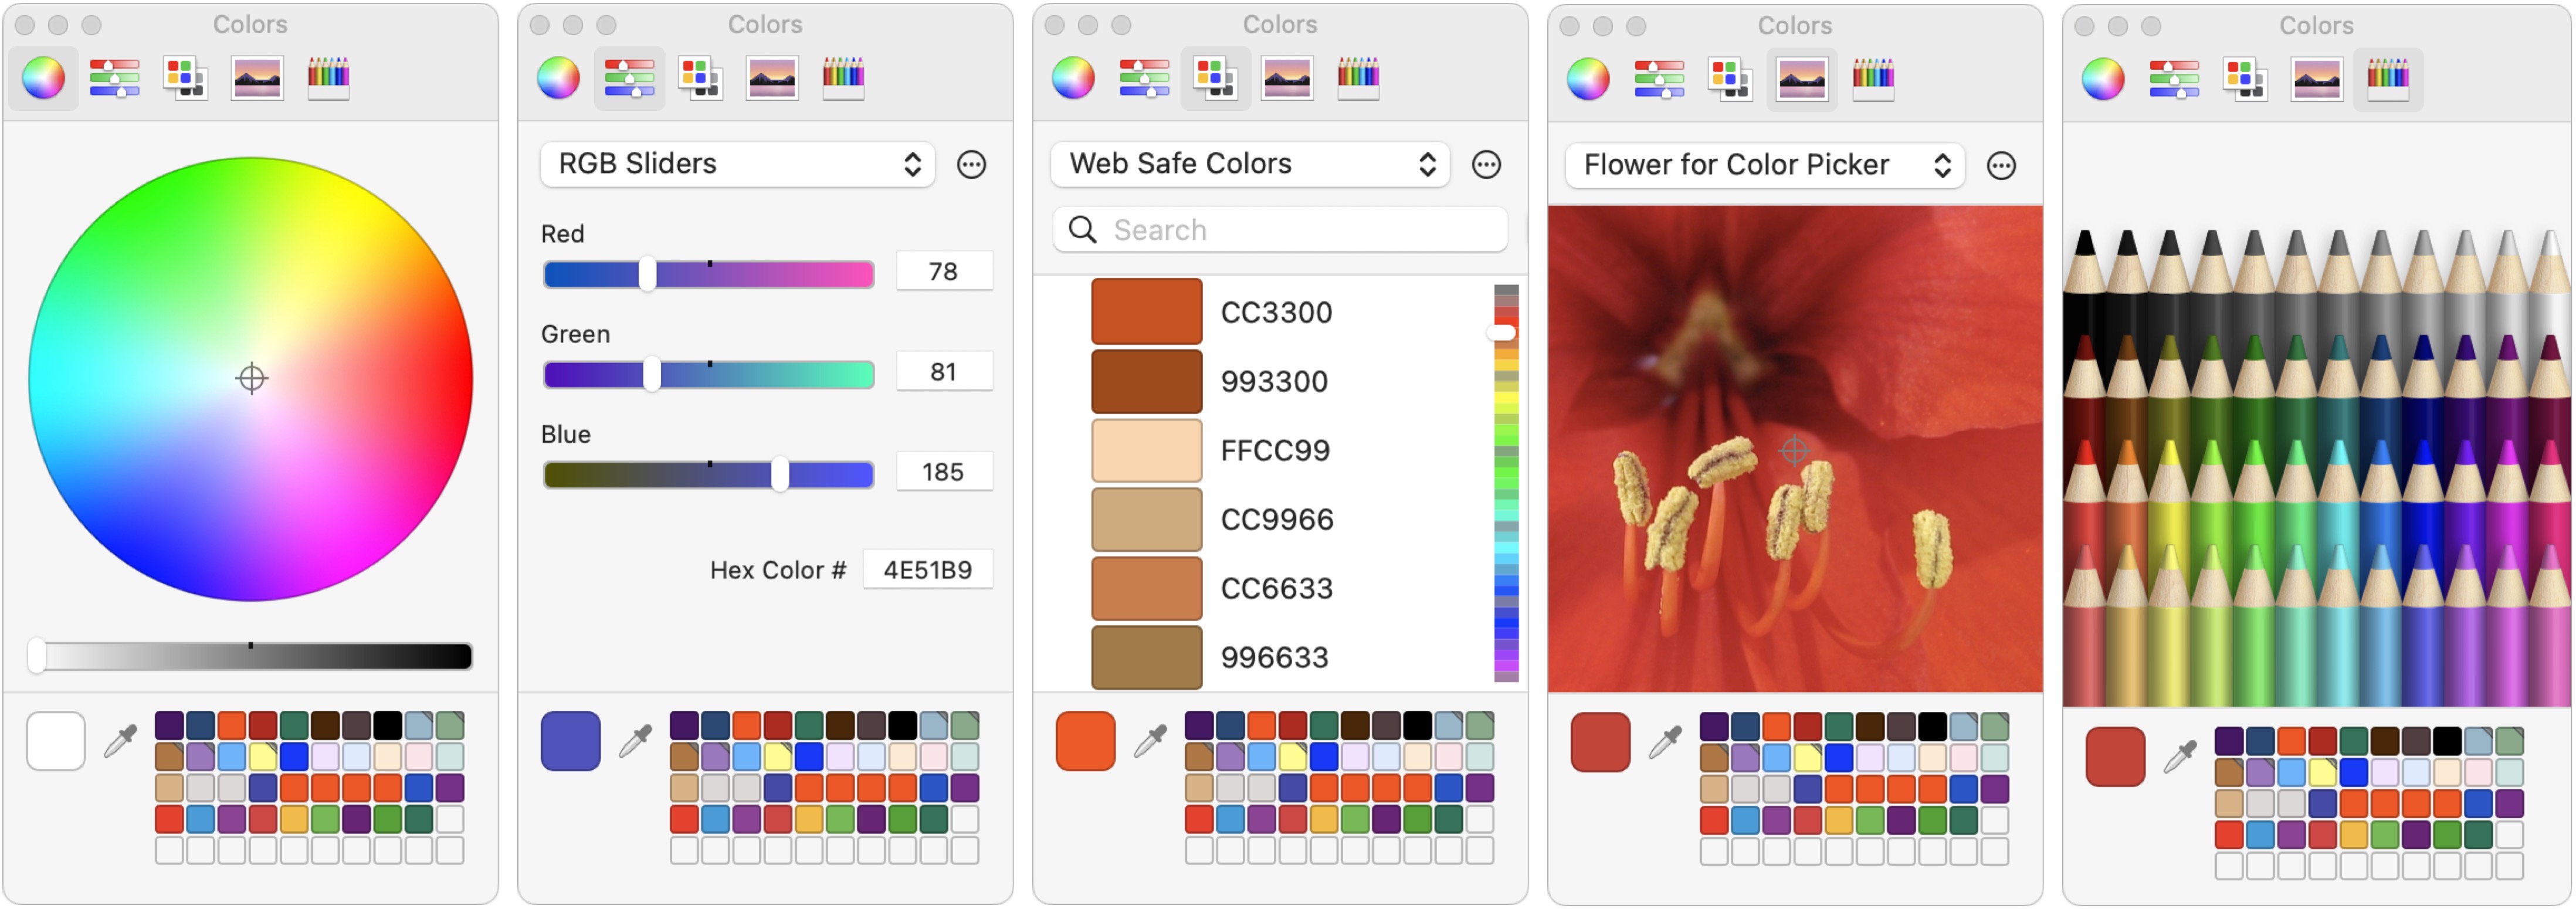 Colors
Colors
RGB Sliders
Red
78
Green
81
Blue
185
Hex Color # 4E51B9
Colors
Web Safe Colors
Search
CC3300
993300
FFCC99
CC9966
CC6633
996633
Colors
Flower for Color Picker
Colors